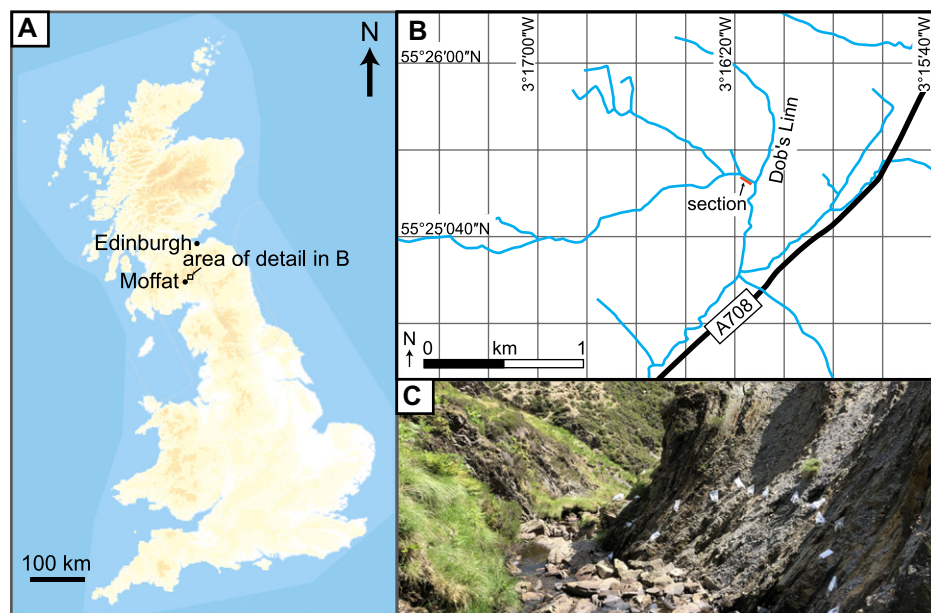 A
N
Edinburgh
area of detail in B
Moffat
100 km
B
55°26′00″N
3°17′00″W
3°16′20″W
3°15′40″W
Dob's Linn
section
55°25′40″N
A708
N
0 km 1
C